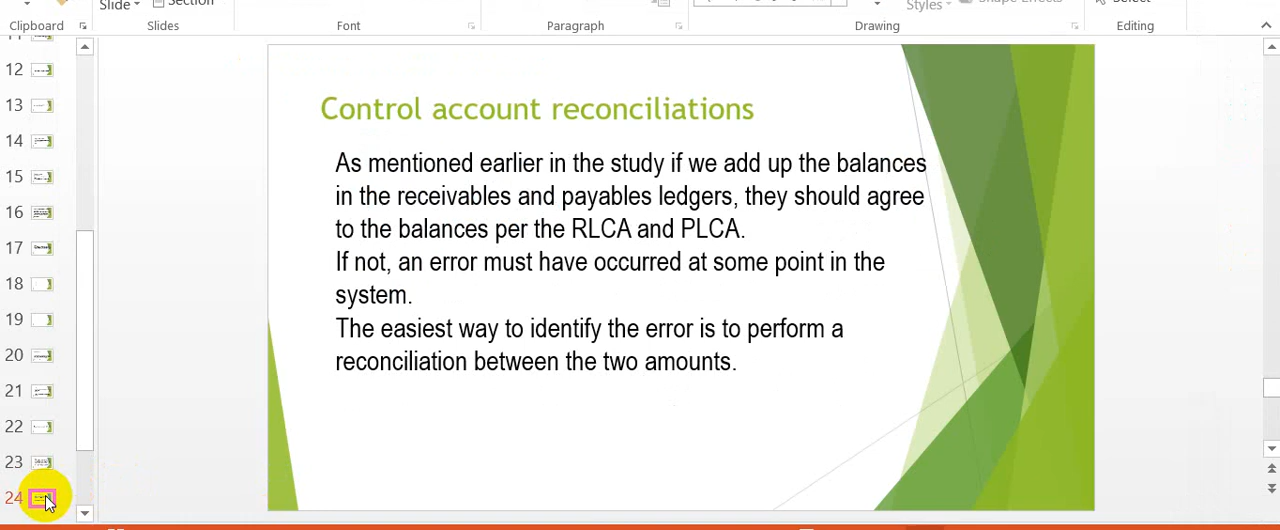 Slide
Section
Styles
Shape Effects
Select
Clipboard
Slides
Font
Paragraph
Drawing
Editing
11
12
13
14
15
16
17
18
19
20
21
22
23
24
Control account reconciliations
As mentioned earlier in the study if we add up the balances
in the receivables and payables ledgers, they should agree
to the balances per the RLCA and PLCA.
If not, an error must have occurred at some point in the
system.
The easiest way to identify the error is to perform a
reconciliation between the two amounts.